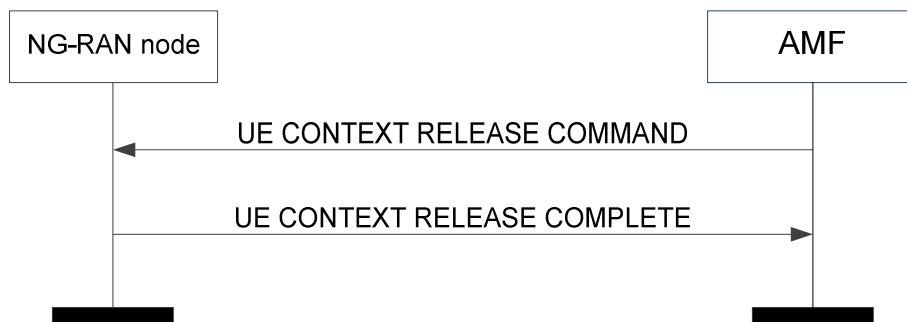 NG-RAN node
AMF
UE CONTEXT RELEASE COMMAND
UE CONTEXT RELEASE COMPLETE